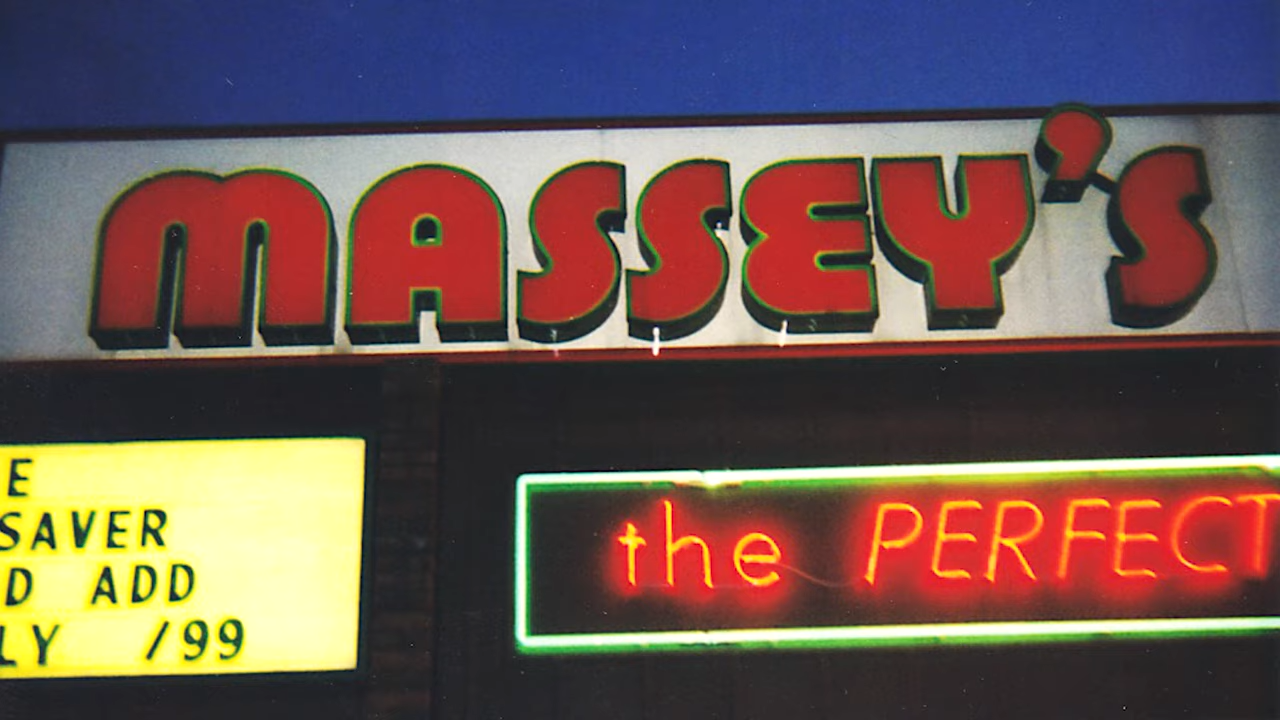 MASSEY'S
E
SAVER
D ADD
LY /99
the PERFECT